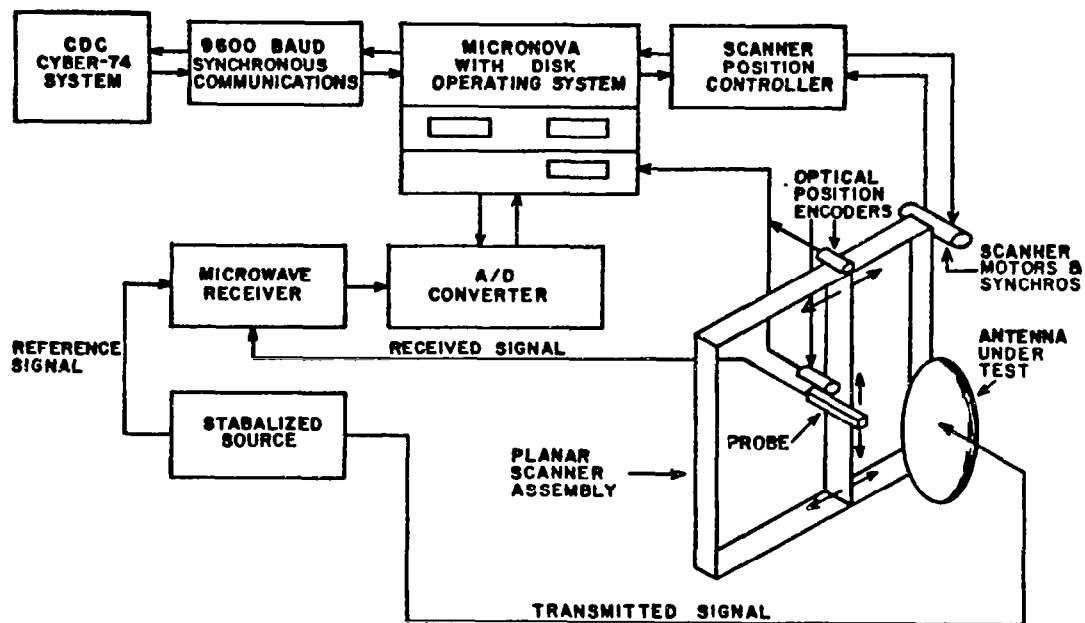 CDC
CYBER-74
SYSTEM
9600 BAUD
SYNCHRONOUS
COMMUNICATIONS
MICRONOVA
WITH DISK
OPERATING SYSTEM
SCANNER
POSITION
CONTROLLER
OPTICAL
POSITION
ENCODERS
SCANNER
MOTORS &
SYNCHROS
MICROWAVE
RECEIVER
A/D
CONVERTER
REFERENCE
SIGNAL
RECEIVED SIGNAL
ANTENNA
UNDER
TEST
STABALIZED
SOURCE
PROBE
PLANAR
SCANNER
ASSEMBLY
TRANSMITTED SIGNAL